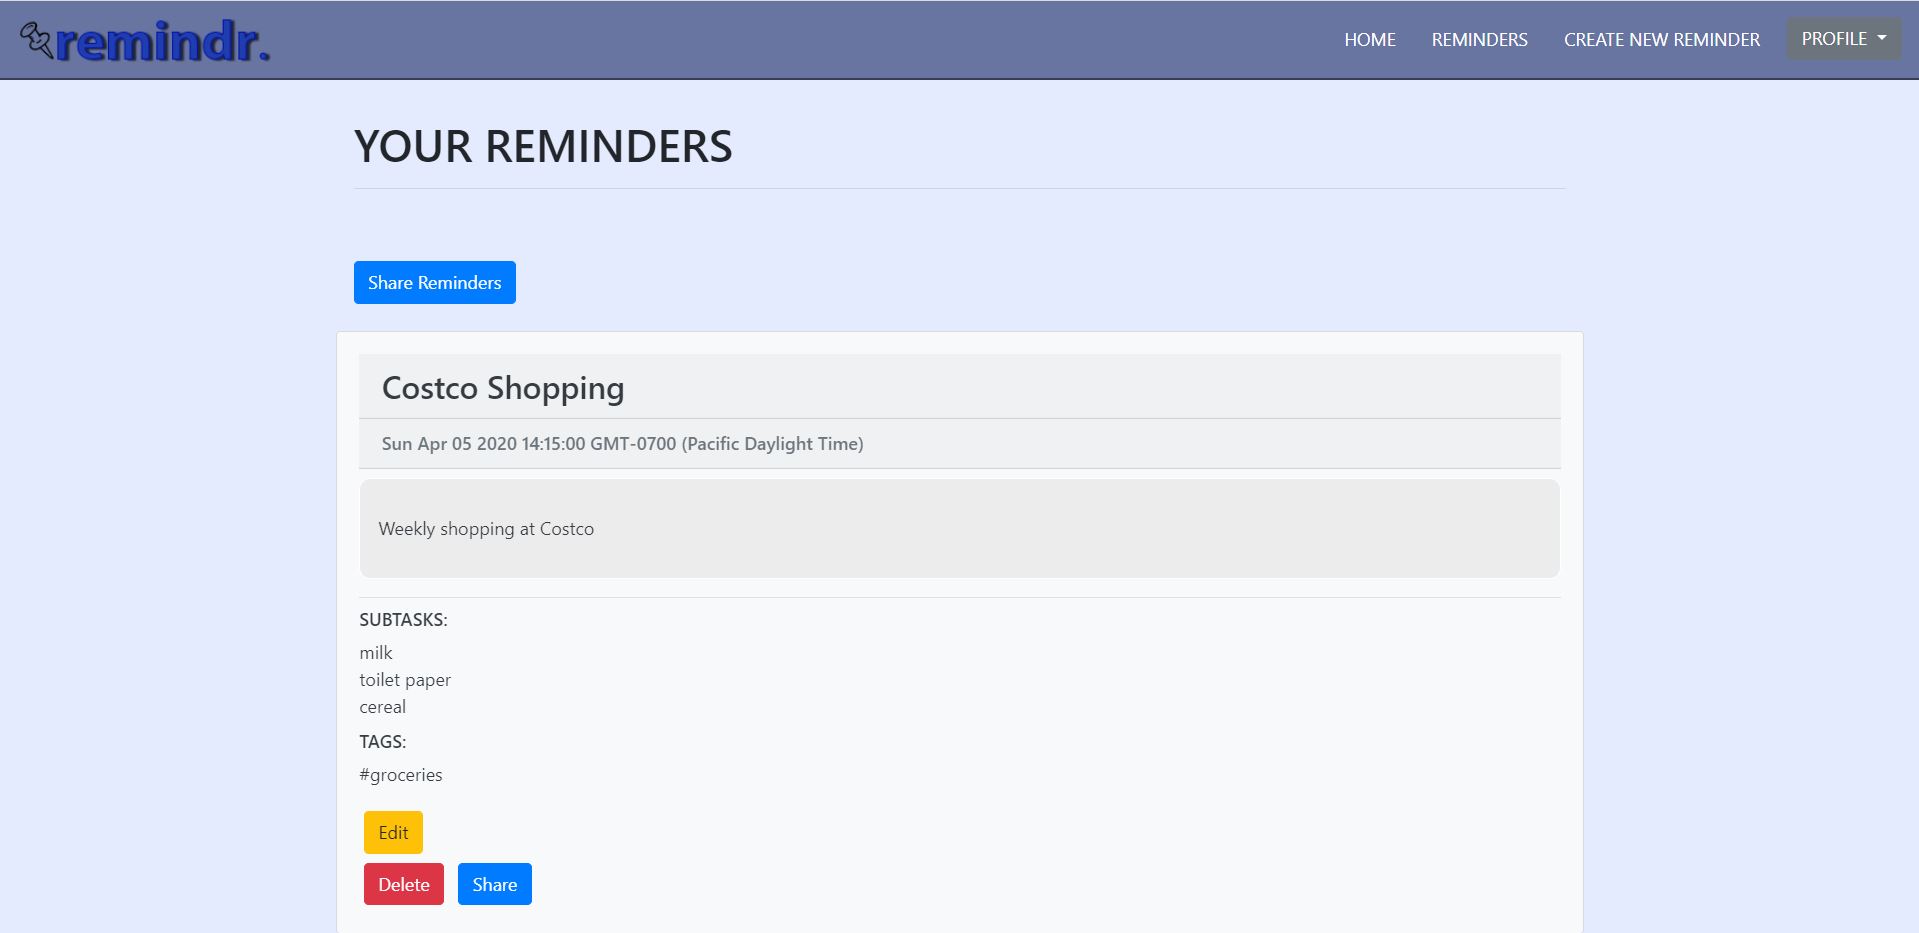 remindr.
HOME REMINDERS CREATE NEW REMINDER PROFILE
YOUR REMINDERS
Share Reminders
Costco Shopping
Sun Apr 05 2020 14:15:00 GMT-0700 (Pacific Daylight Time)
Weekly shopping at Costco
SUBTASKS:
milk
toilet paper
cereal
TAGS:
#groceries
Edit
Delete Share